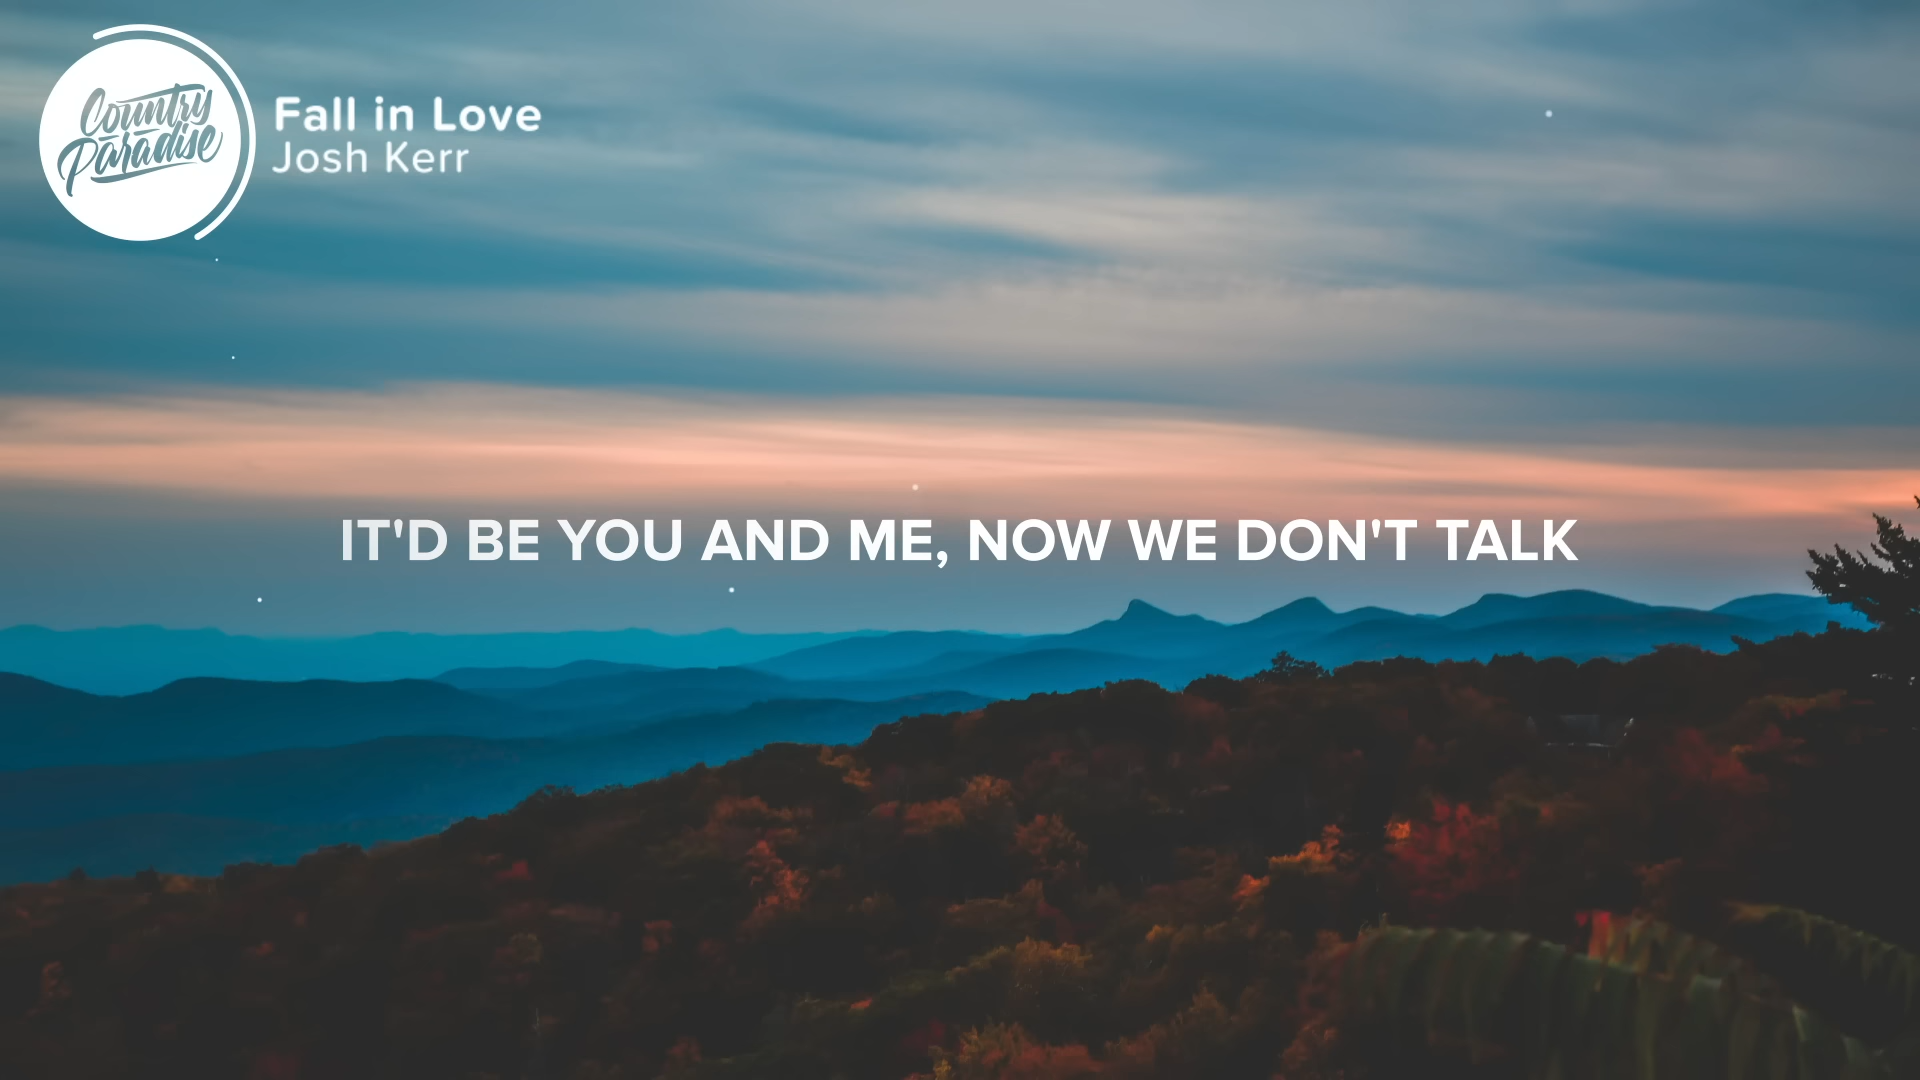 Country
Paradise
Fall in Love
Josh Kerr
IT'D BE YOU AND ME, NOW WE DON'T TALK